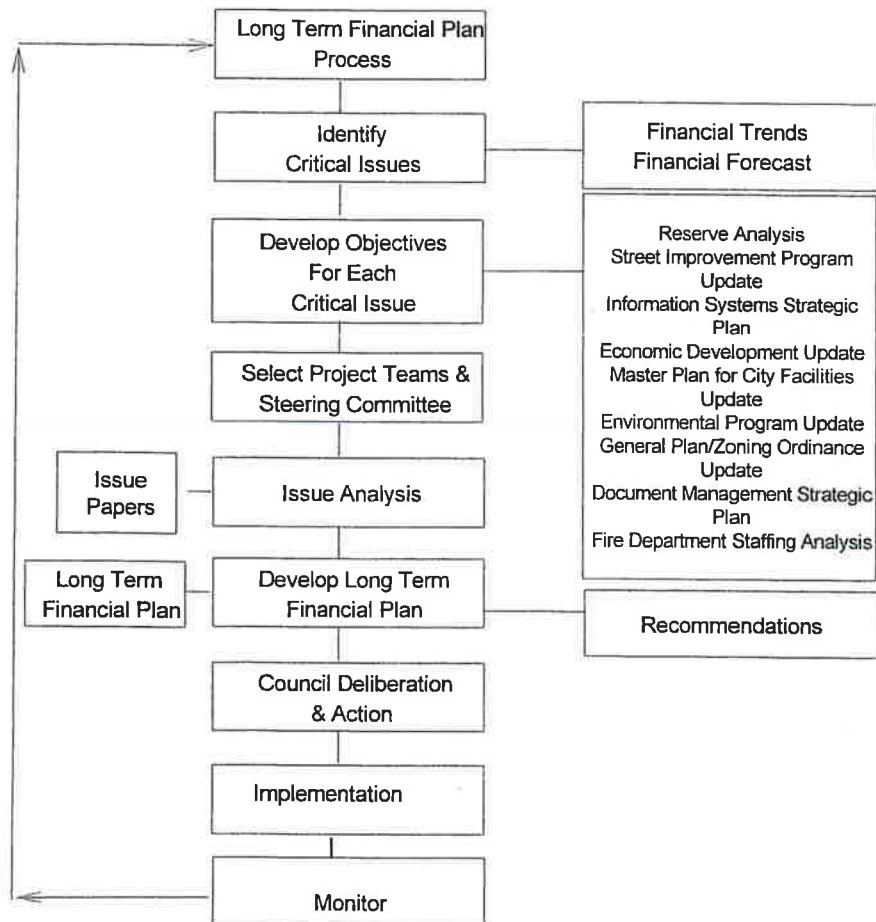 Long Term Financial Plan
Process
Identify
Critical Issues
Financial Trends
Financial Forecast
Develop Objectives
For Each
Critical Issue
Reserve Analysis
Street Improvement Program
Update
Information Systems Strategic
Plan
Economic Development Update
Master Plan for City Facilities
Update
Environmental Program Update
General Plan/Zoning Ordinance
Update
Document Management Strategic
Plan
Fire Department Staffing Analysis
Select Project Teams &
Steering Committee
Issue
Papers
Issue Analysis
Long Term
Financial Plan
Develop Long Term
Financial Plan
Recommendations
Council Deliberation
& Action
Implementation
Monitor